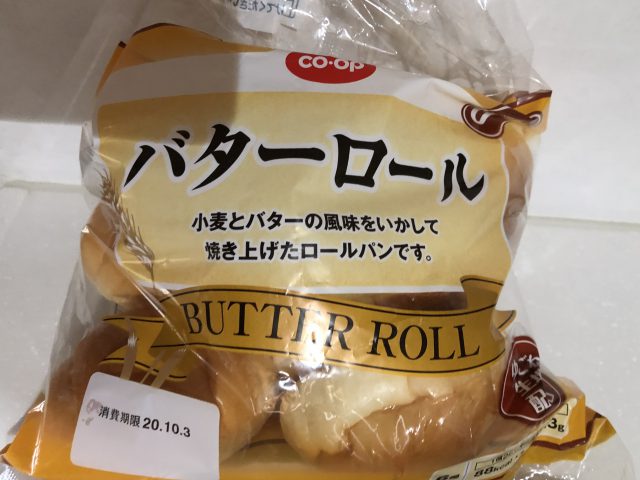 co·op
バターロール
小麦とバターの風味をいかして
焼き上げたロールパンです。
BUTTER ROLL
消費期限 20.10.3
88kcal